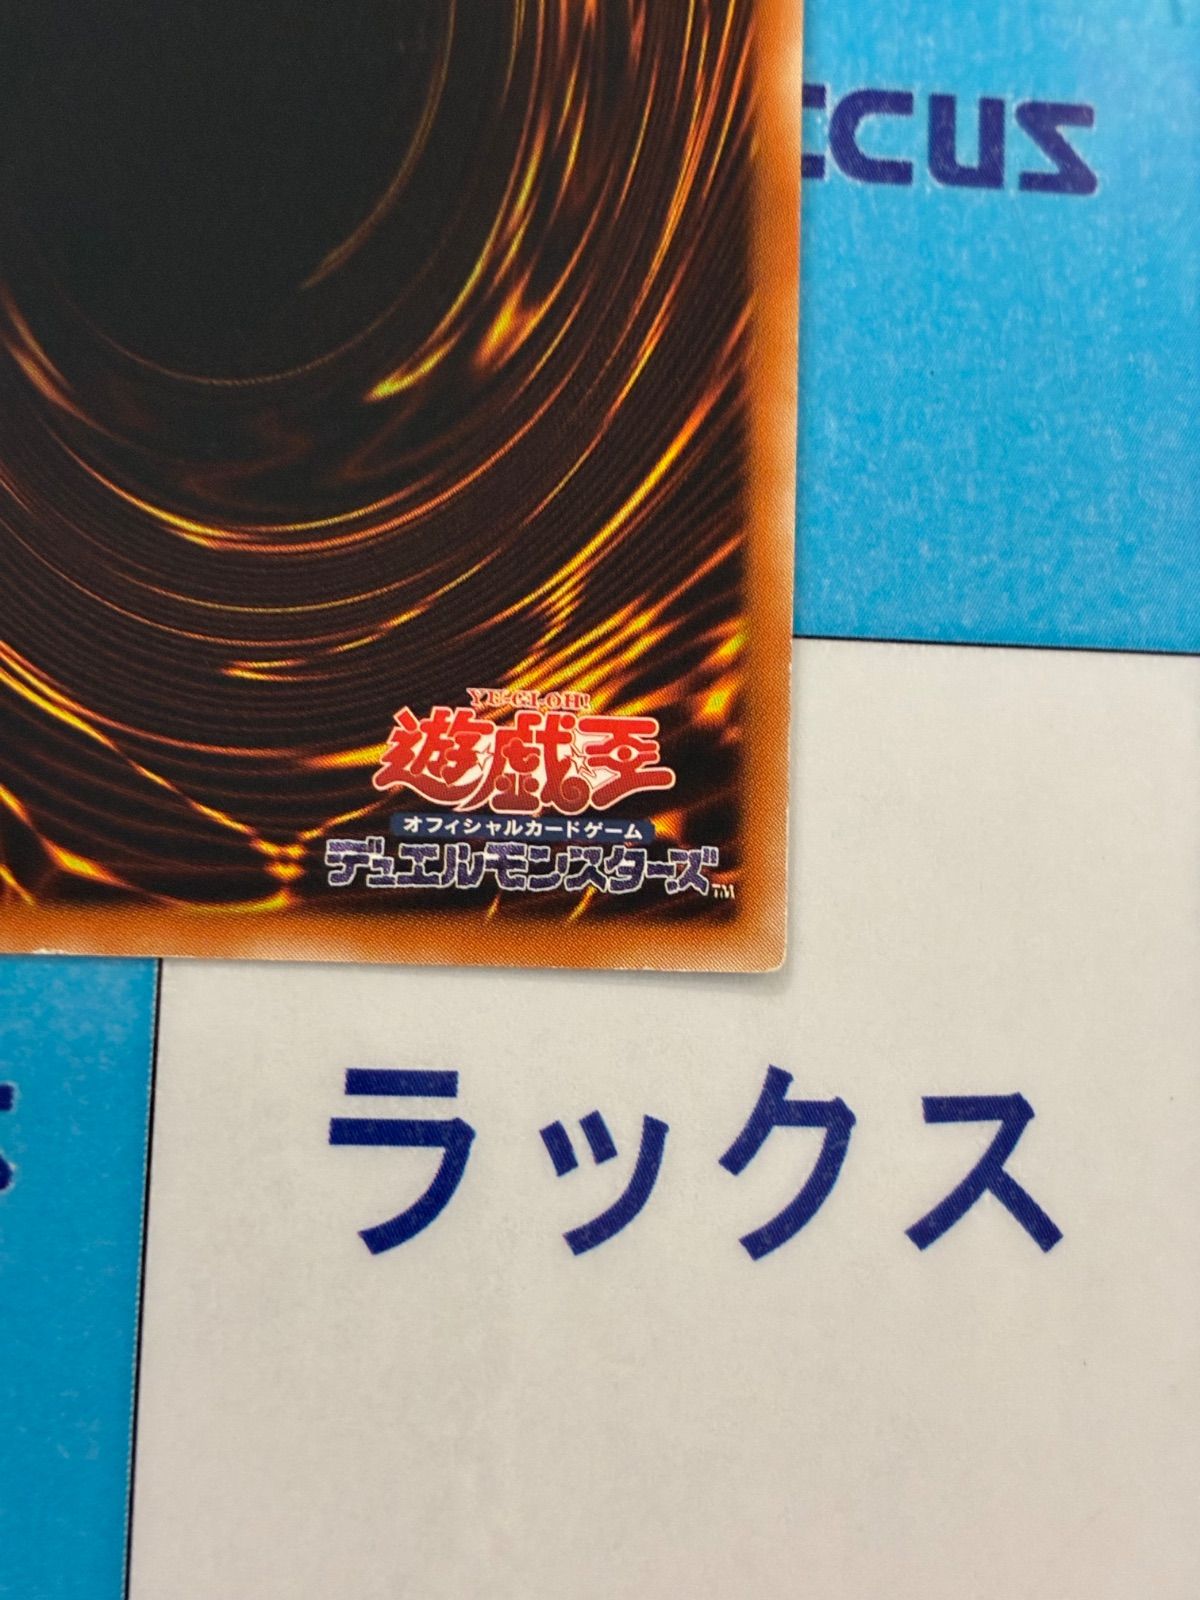 ccus
YU-GI-OH!
遊戯王
オフィシャルカードゲーム
デュエルモンスターズ
TM
ラックス